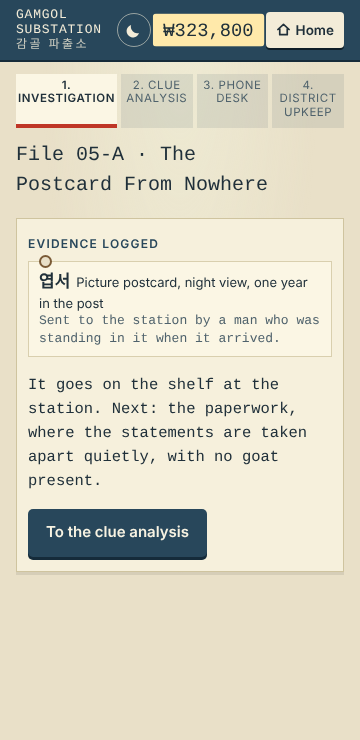 GAMGOL
SUBSTATION
감골 파출소
₩323,800
Home
1.
INVESTIGATION
2. CLUE
ANALYSIS
3. PHONE
DESK
4.
DISTRICT
UPKEEP
File 05-A · The
Postcard From Nowhere
EVIDENCE LOGGED
엽서 Picture postcard, night view, one year
in the post
Sent to the station by a man who was
standing in it when it arrived.
It goes on the shelf at the
station. Next: the paperwork,
where the statements are taken
apart quietly, with no goat
present.
To the clue analysis